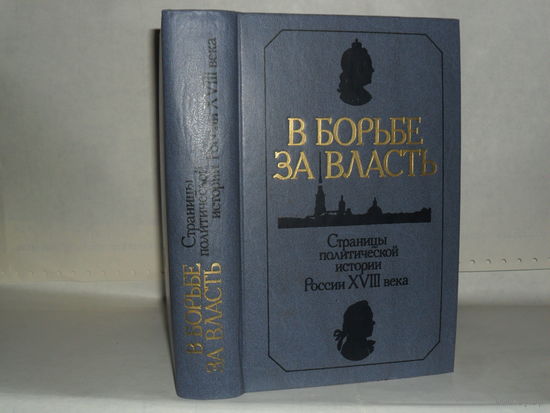 В БОРЬБЕ
ЗА ВЛАСТЬ
Страницы
политической
истории
России XVIII века
В БОРЬБЕ
ЗА ВЛАСТЬ
Страницы
политической
истории России XVIII века